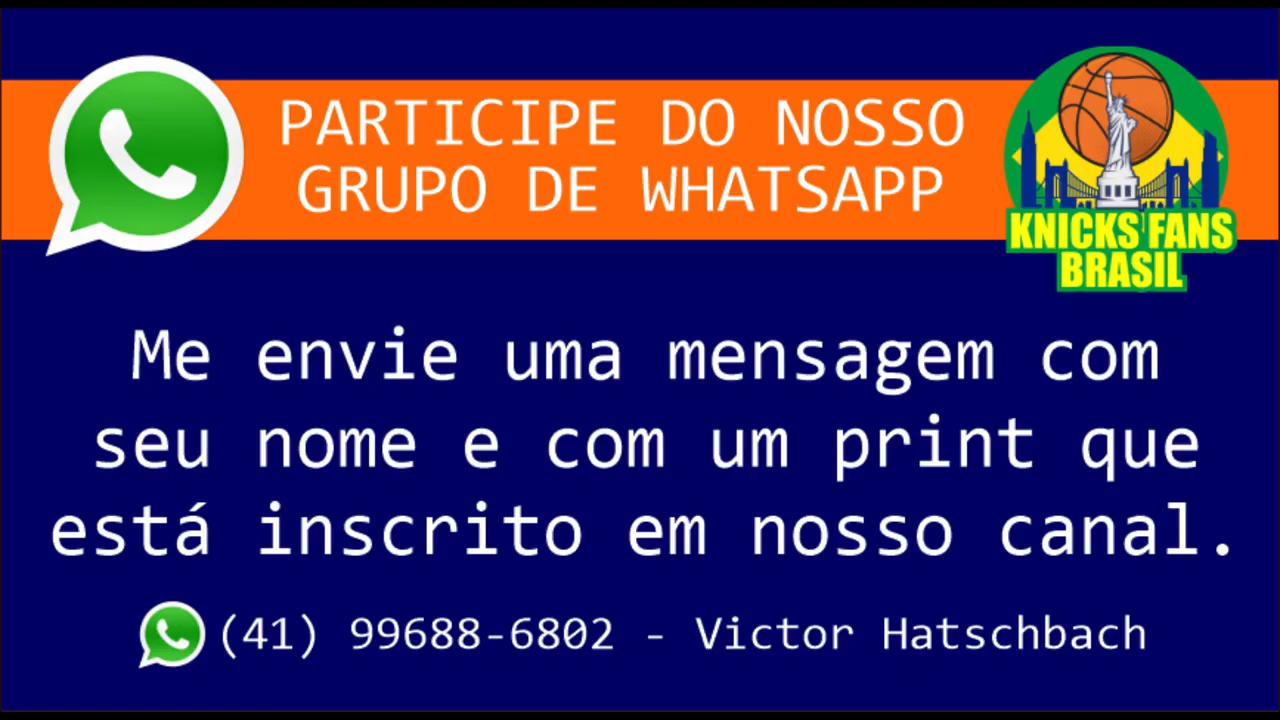 PARTICIPE DO NOSSO
GRUPO DE WHATSAPP
KNICKS FANS
BRASIL
Me envie uma mensagem com
seu nome e com um print que
está inscrito em nosso canal.
(41) 99688-6802 - Victor Hatschbach